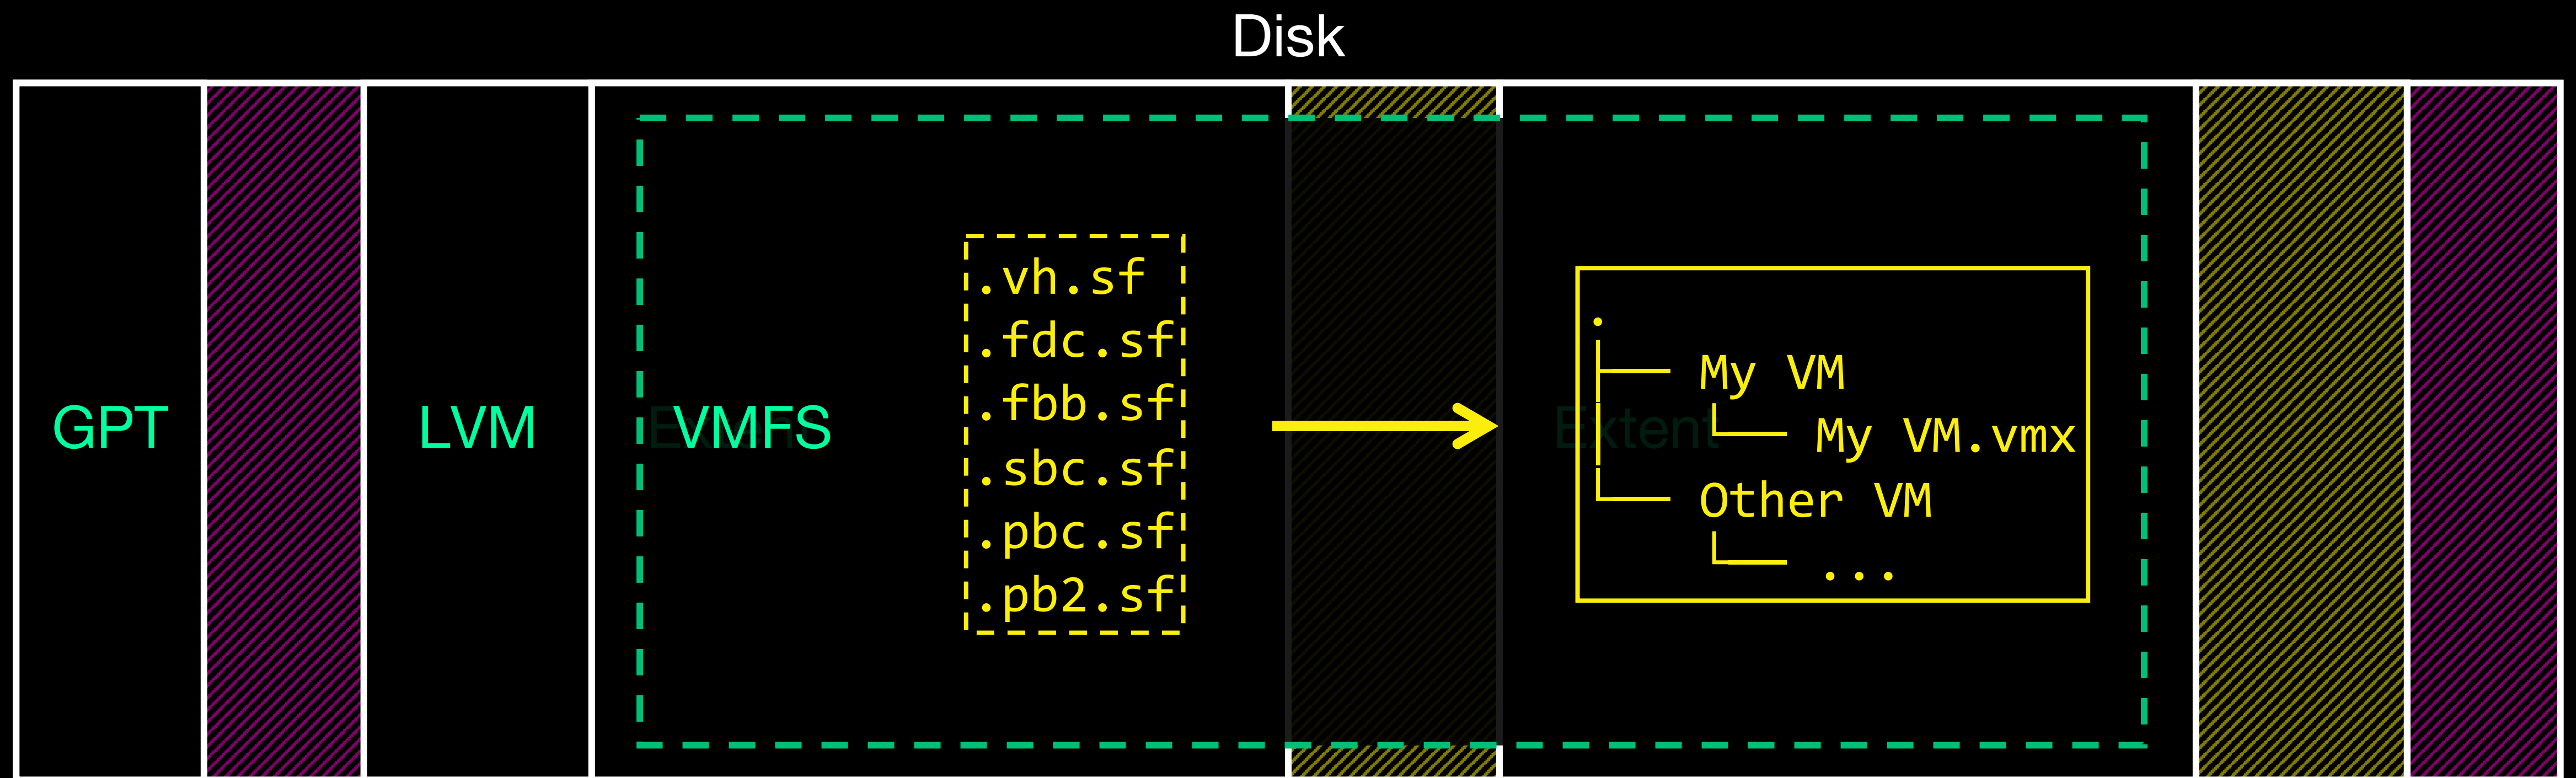 Disk
GPT
LVM
VMFS
.vh.sf
.fdc.sf
.fbb.sf
.sbc.sf
.pbc.sf
.pb2.sf
Extent
.
My VM
My VM.vmx
Other VM
...